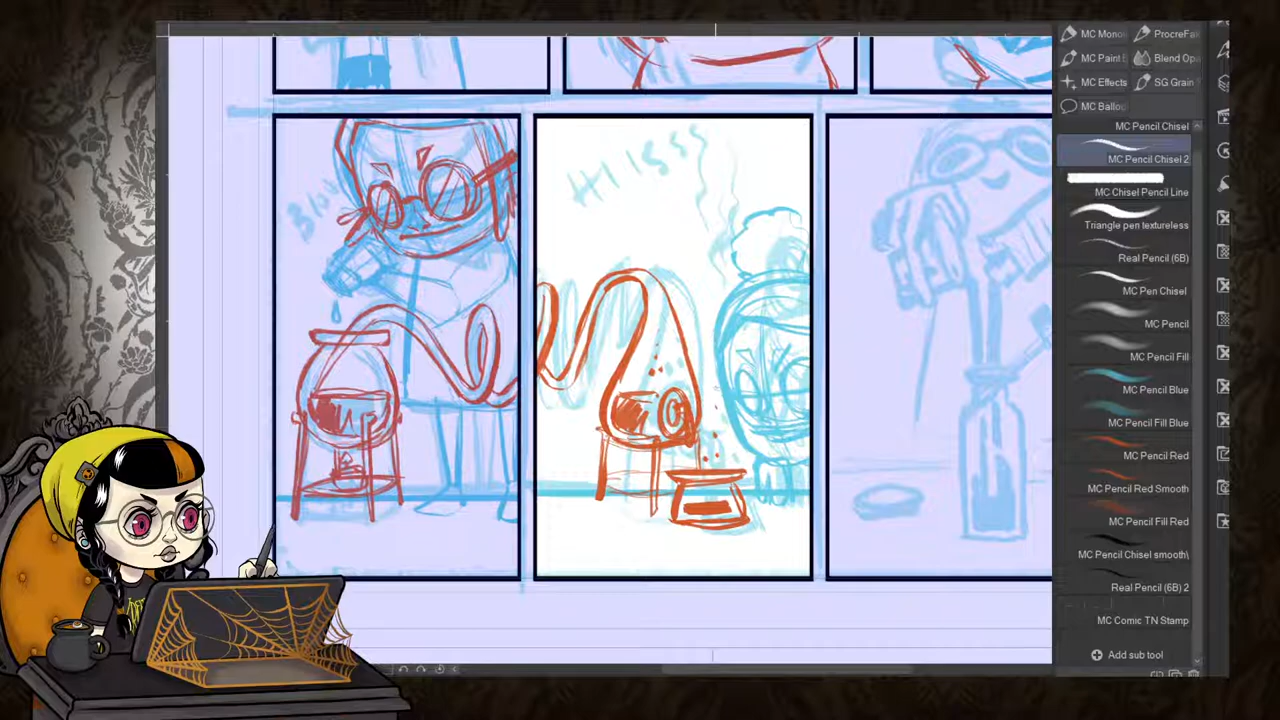 MC Mono
ProcreFa
MC Paint
Blend Opa
MC Effects
SG Grain
MC Balloo
MC Pencil Chisel
MC Pencil Chisel 2
MC Chisel Pencil Line
Triangle pen textureless
Real Pencil (6B)
MC Pen Chisel
MC Pencil
MC Pencil Fill
MC Pencil Blue
MC Pencil Fill Blue
MC Pencil Red
MC Pencil Red Smooth
MC Pencil Fill Red
MC Pencil Chisel smooth\
Real Pencil (6B) 2
MC Comic TN Stamp
Add sub tool
HISSS